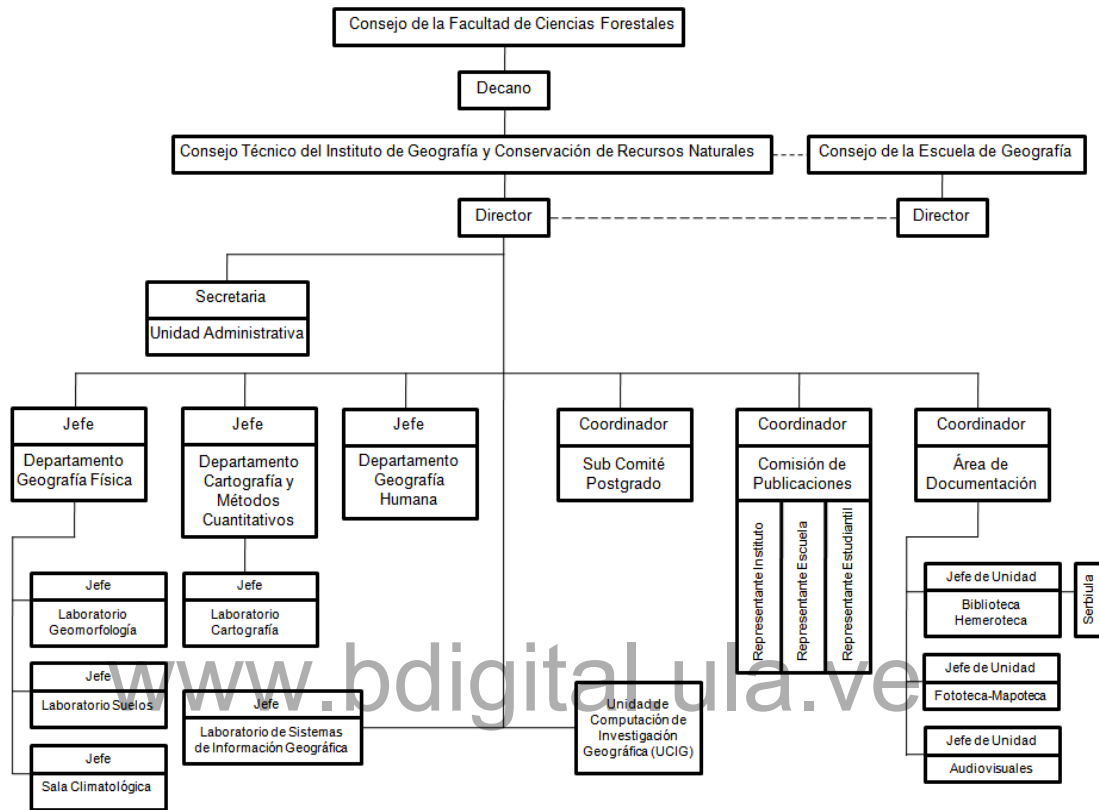 Consejo de la Facultad de Ciencias Forestales
Decano
Consejo Técnico del Instituto de Geografía y Conservación de Recursos Naturales
Consejo de la Escuela de Geografía
Director
Director
Secretaria
Unidad Administrativa
Jefe
Departamento
Geografía Física
Jefe
Departamento
Cartografía y
Métodos
Cuantitativos
Jefe
Departamento
Geografía
Humana
Coordinador
Sub Comité
Postgrado
Coordinador
Comisión de
Publicaciones
Representante Instituto
Representante Escuela
Representante Estudiantil
Coordinador
Área de
Documentación
Jefe
Laboratorio
Geomorfología
Jefe
Laboratorio
Cartografía
Jefe de Unidad
Biblioteca
Hemeroteca
Serbiula
Jefe
Laboratorio Suelos
Jefe
Laboratorio de Sistemas
de Información Geográfica
Unidad de
Computación de
Investigación
Geográfica (UCIG)
Jefe de Unidad
Fototeca-Mapoteca
Jefe
Sala Climatológica
Jefe de Unidad
Audiovisuales
www.bdigital.ula.ve